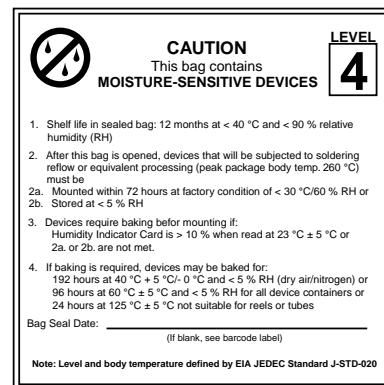 LEVEL
CAUTION
This bag contains
MOISTURE-SENSITIVE DEVICES
4
1. Shelf life in sealed bag: 12 months at < 40 °C and < 90 % relative
humidity (RH)
2. After this bag is opened, devices that will be subjected to soldering
reflow or equivalent processing (peak package body temp. 260 °C)
must be
2a. Mounted within 72 hours at factory condition of < 30 °C/60 % RH or
2b. Stored at < 5 % RH
3. Devices require baking befor mounting if:
Humidity Indicator Card is > 10 % when read at 23 °C ± 5 °C or
2a. or 2b. are not met.
4. If baking is required, devices may be baked for:
192 hours at 40 °C + 5 °C/- 0 °C and < 5 % RH (dry air/nitrogen) or
96 hours at 60 °C ± 5 °C and < 5 % RH for all device containers or
24 hours at 125 °C ± 5 °C not suitable for reels or tubes
Bag Seal Date:
(If blank, see barcode label)
Note: Level and body temperature defined by EIA JEDEC Standard J-STD-020